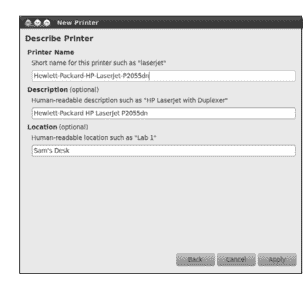 New Printer
Describe Printer
Printer Name
Short name for this printer such as "laserjet"
Hewlett-Packard-HP-LaserJet-P2055dn
Description (optional)
Human-readable description such as "HP LaserJet with Duplexer"
Hewlett-Packard HP LaserJet P2055dn
Location (optional)
Human-readable location such as "Lab 1"
Sam's Desk
Back Cancel Apply